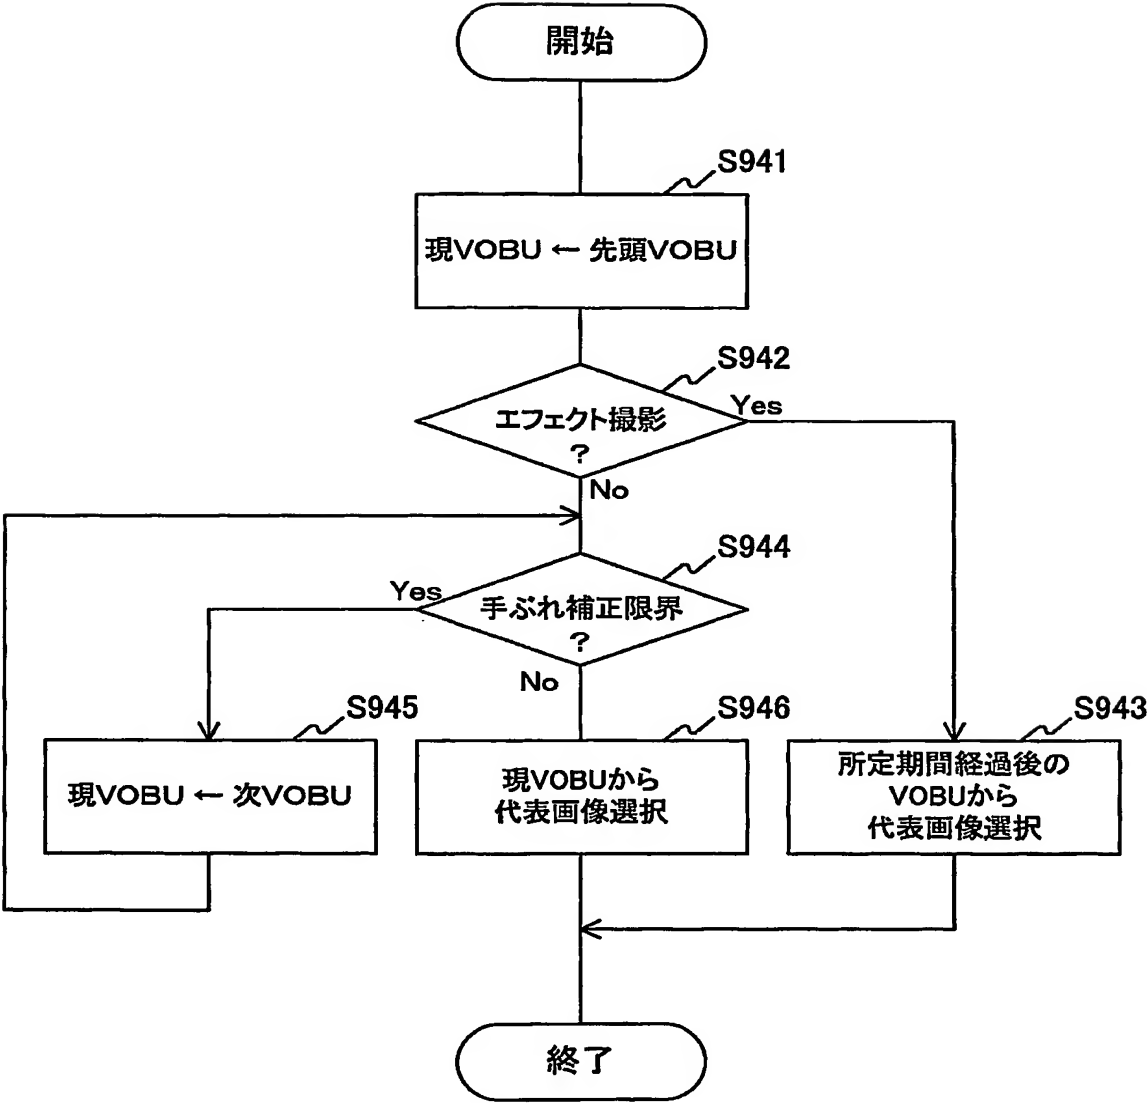 開始
S941
現VOBU ← 先頭VOBU
S942
エフェクト撮影
?
Yes
No
S944
手ぶれ補正限界
?
Yes
No
S945
現VOBU ← 次VOBU
S946
現VOBUから
代表画像選択
S943
所定期間経過後の
VOBUから
代表画像選択
終了